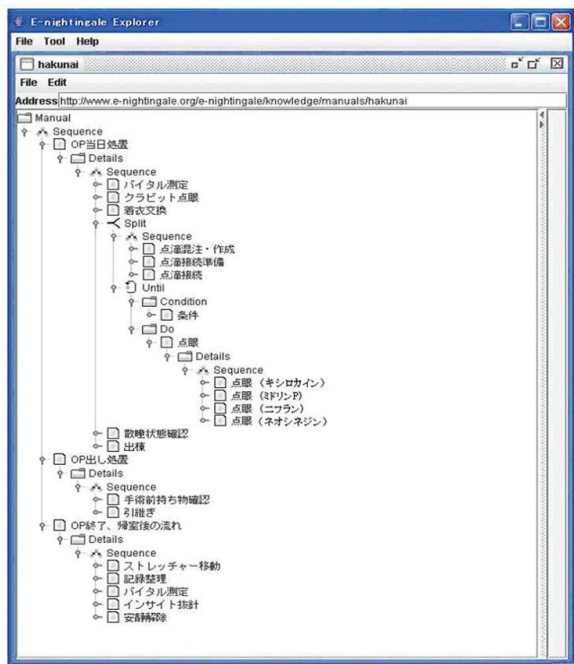 E-nightingale Explorer
File Tool Help
hakunai
File Edit
Address http://www.e-nightingale.org/e-nightingale/knowledge/manuals/hakunai
Manual
Sequence
OP当日処置
Details
Sequence
バイタル測定
クラビット点眼
着衣交換
Split
Sequence
点滴混注・作成
点滴接続準備
点滴接続
Until
Condition
条件
Do
点眼
Details
Sequence
点眼（キシロカイン）
点眼（ミドリンP）
点眼（ニフラン）
点眼（ネオシネジン）
散瞳状態確認
出棟
OP出し処置
Details
Sequence
手術前持ち物確認
引継ぎ
OP終了、帰室後の流れ
Details
Sequence
ストレッチャー移動
記録整理
バイタル測定
インサイト抜針
安静解除